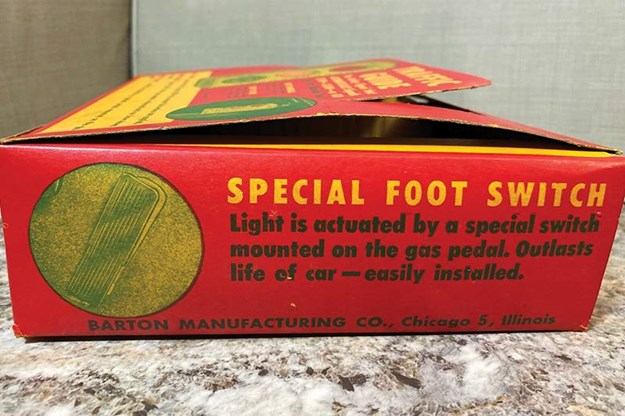 SPECIAL FOOT SWITCH
Light is actuated by a special switch
mounted on the gas pedal. Outlasts
life of car — easily installed.
BARTON MANUFACTURING CO., Chicago 5, Illinois